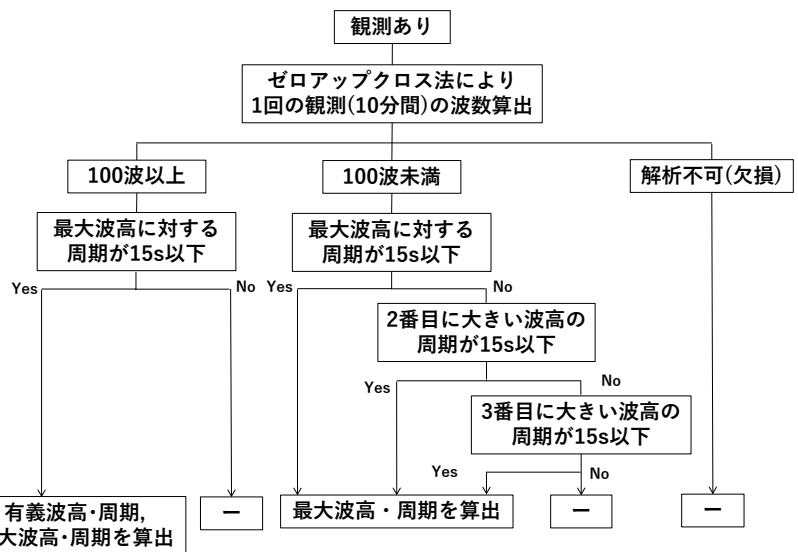 観測あり
ゼロアップクロス法により
1回の観測(10分間)の波数算出
100波以上
100波未満
解析不可(欠損)
最大波高に対する
周期が15s以下
最大波高に対する
周期が15s以下
Yes
No
Yes
No
2番目に大きい波高の
周期が15s以下
Yes
No
3番目に大きい波高の
周期が15s以下
Yes
No
有義波高・周期,
大波高・周期を算出
ー
最大波高・周期を算出
ー
ー